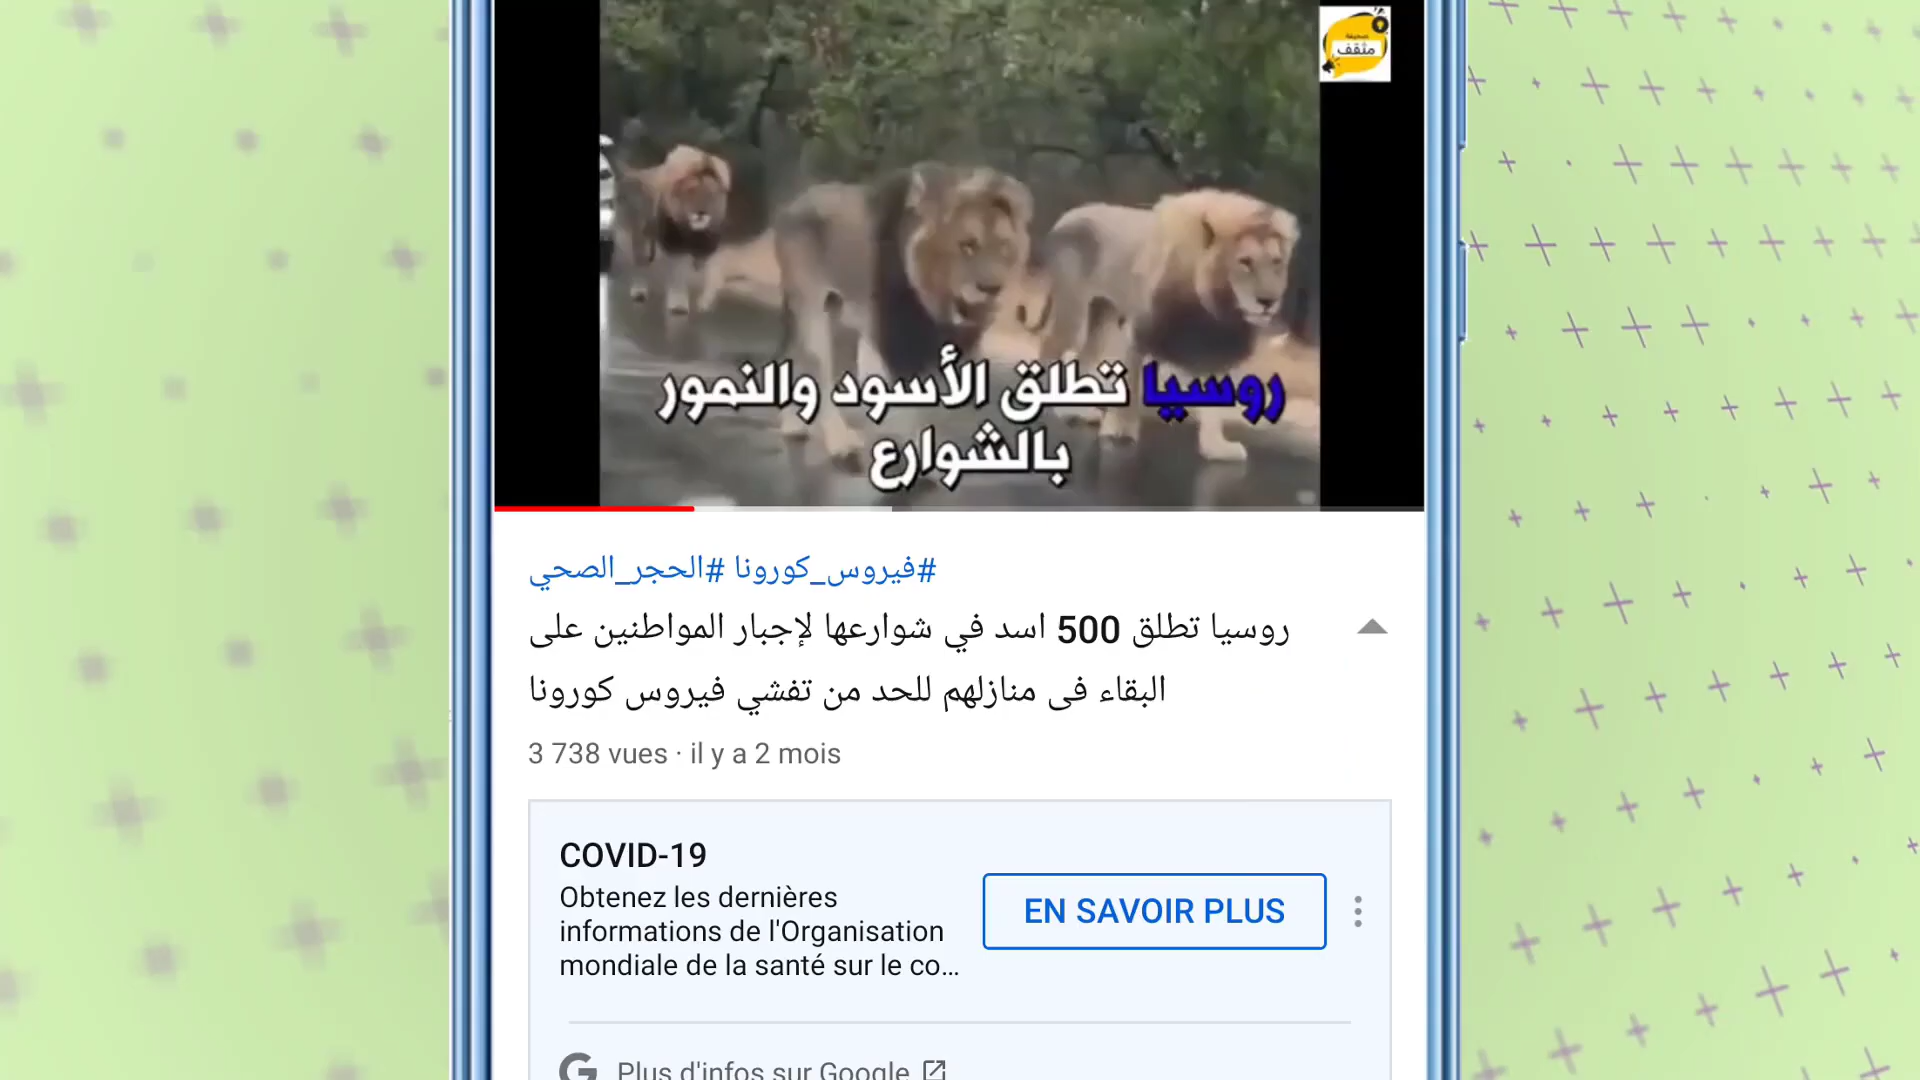 صحيفة
مثقف
روسيا تطلق الأسود والنمور
بالشوارع
#فيروس_كورونا #الحجر_الصحي
روسيا تطلق 500 اسد في شوارعها لإجبار المواطنين على
البقاء فى منازلهم للحد من تفشي فيروس كورونا
3 738 vues · il y a 2 mois
COVID-19
Obtenez les dernières
informations de l'Organisation
mondiale de la santé sur le co...
EN SAVOIR PLUS
Plus d'infos sur Google